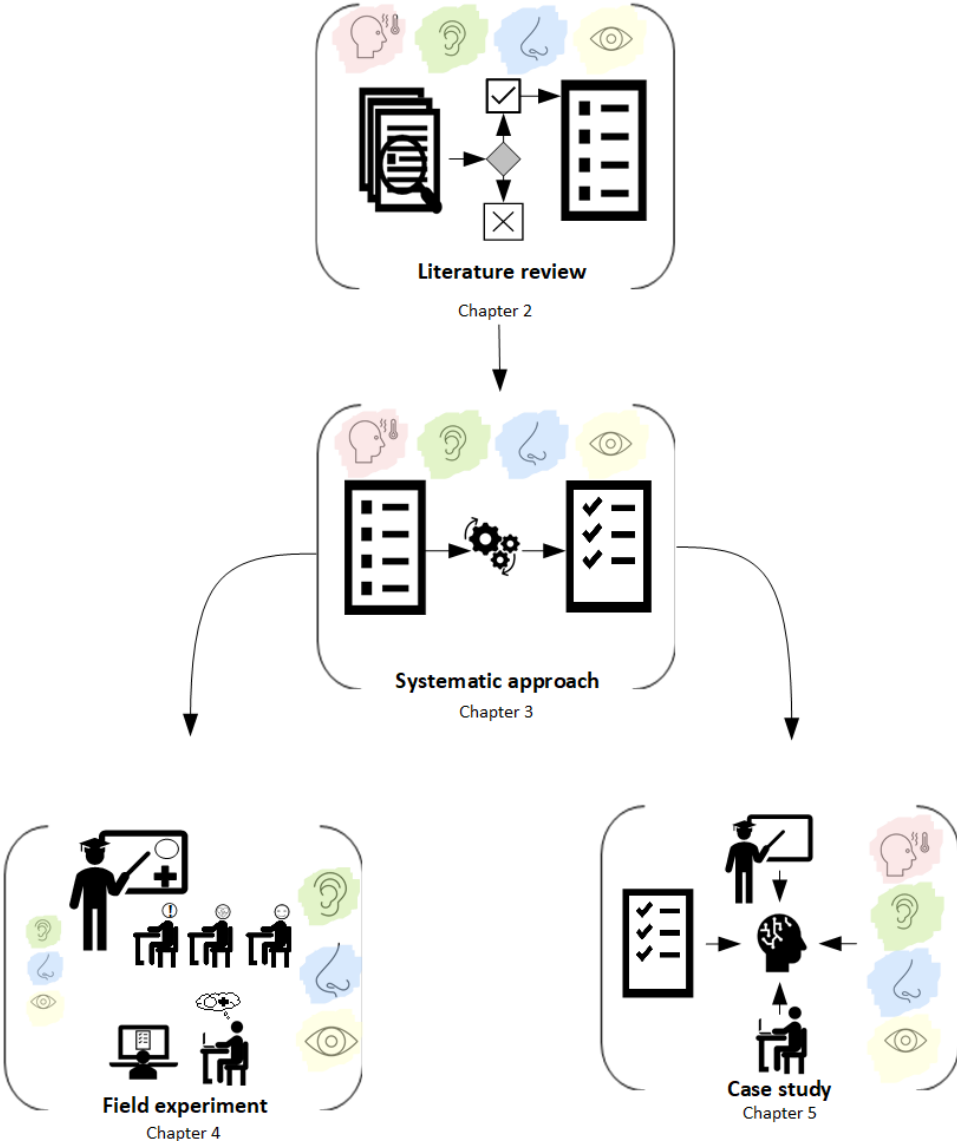 Literature review
Chapter 2
Systematic approach
Chapter 3
!
Field experiment
Chapter 4
Case study
Chapter 5